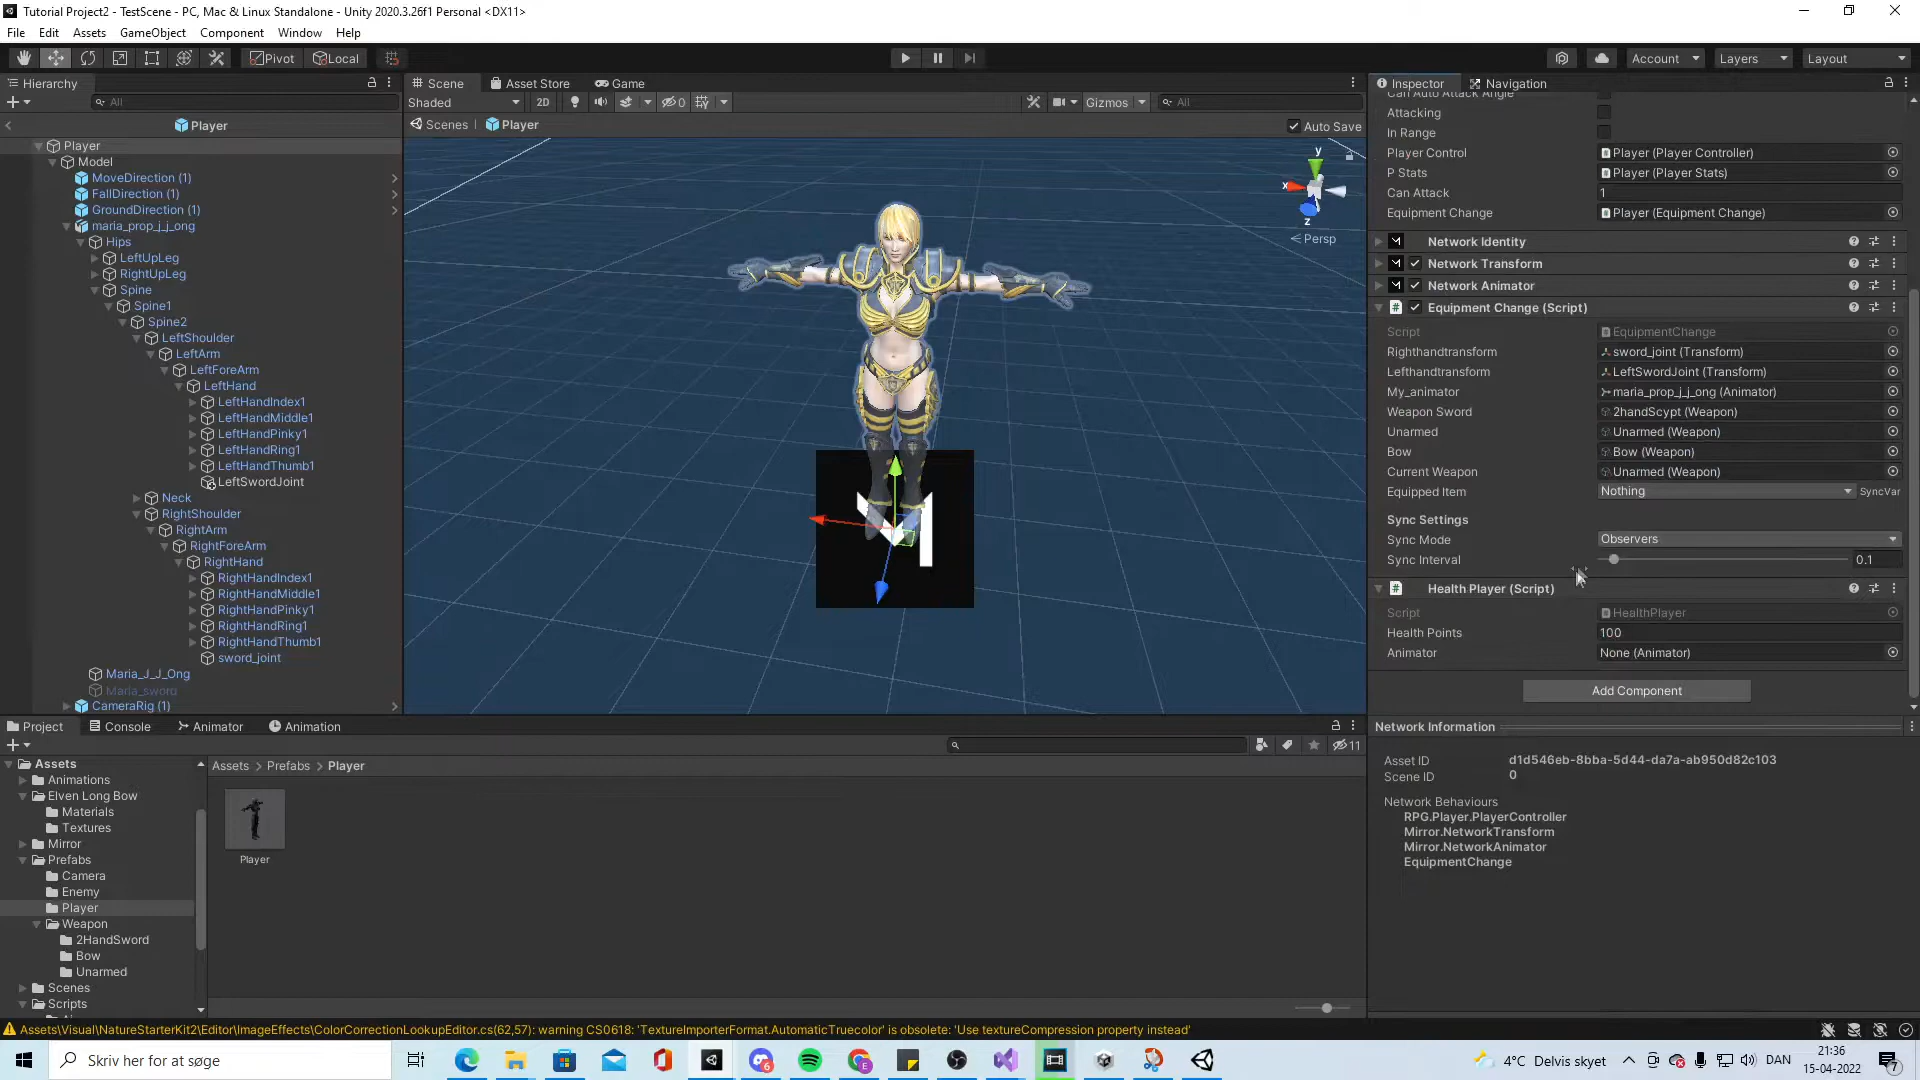 Tutorial Project2 - TestScene - PC, Mac & Linux Standalone - Unity 2020.3.26f1 Personal <DX11>
File Edit Assets GameObject Component Window Help
Pivot Local Account Layers Layout
Hierarchy
All
Player
Player
Model
MoveDirection (1)
FallDirection (1)
GroundDirection (1)
maria_prop_j_j_ong
Hips
LeftUpLeg
RightUpLeg
Spine
Spine1
Spine2
LeftShoulder
LeftArm
LeftForeArm
LeftHand
LeftHandIndex1
LeftHandMiddle1
LeftHandPinky1
LeftHandRing1
LeftHandThumb1
LeftSwordJoint
Neck
RightShoulder
RightArm
RightForeArm
RightHand
RightHandIndex1
RightHandMiddle1
RightHandPinky1
RightHandRing1
RightHandThumb1
sword_joint
Maria_J_J_Ong
Maria_sword
CameraRig (1)
Scene Asset Store Game
Shaded 2D 0 Gizmos All
Scenes Player Auto Save
y
x
z
Persp
Inspector Navigation
Can Auto Attack Angle
Attacking
In Range
Player Control Player (Player Controller)
P Stats Player (Player Stats)
Can Attack 1
Equipment Change Player (Equipment Change)
Network Identity
Network Transform
Network Animator
Equipment Change (Script)
Script EquipmentChange
Righthandtransform sword_joint (Transform)
Lefthandtransform LeftSwordJoint (Transform)
My_animator maria_prop_j_j_ong (Animator)
Weapon Sword 2handScypt (Weapon)
Unarmed Unarmed (Weapon)
Bow Bow (Weapon)
Current Weapon Unarmed (Weapon)
Equipped Item Nothing SyncVar
Sync Settings
Sync Mode Observers
Sync Interval 0.1
Health Player (Script)
Script HealthPlayer
Health Points 100
Animator None (Animator)
Add Component
Network Information
Asset ID d1d546eb-8bba-5d44-da7a-ab950d82c103
Scene ID 0
Network Behaviours
RPG.Player.PlayerController
Mirror.NetworkTransform
Mirror.NetworkAnimator
EquipmentChange
Project Console Animator Animation
11
Assets
Animations
Elven Long Bow
Materials
Textures
Mirror
Prefabs
Camera
Enemy
Player
Weapon
2HandSword
Bow
Unarmed
Scenes
Scripts
Assets > Prefabs > Player
Player
Assets\Visual\NatureStarterKit2\Editor\ImageEffects\ColorCorrectionLookupEditor.cs(62,57): warning CS0618: 'TextureImporterFormat.AutomaticTruecolor' is obsolete: 'Use textureCompression property instead'
Skriv her for at søge
4°C Delvis skyet
DAN
21:36
15-04-2022